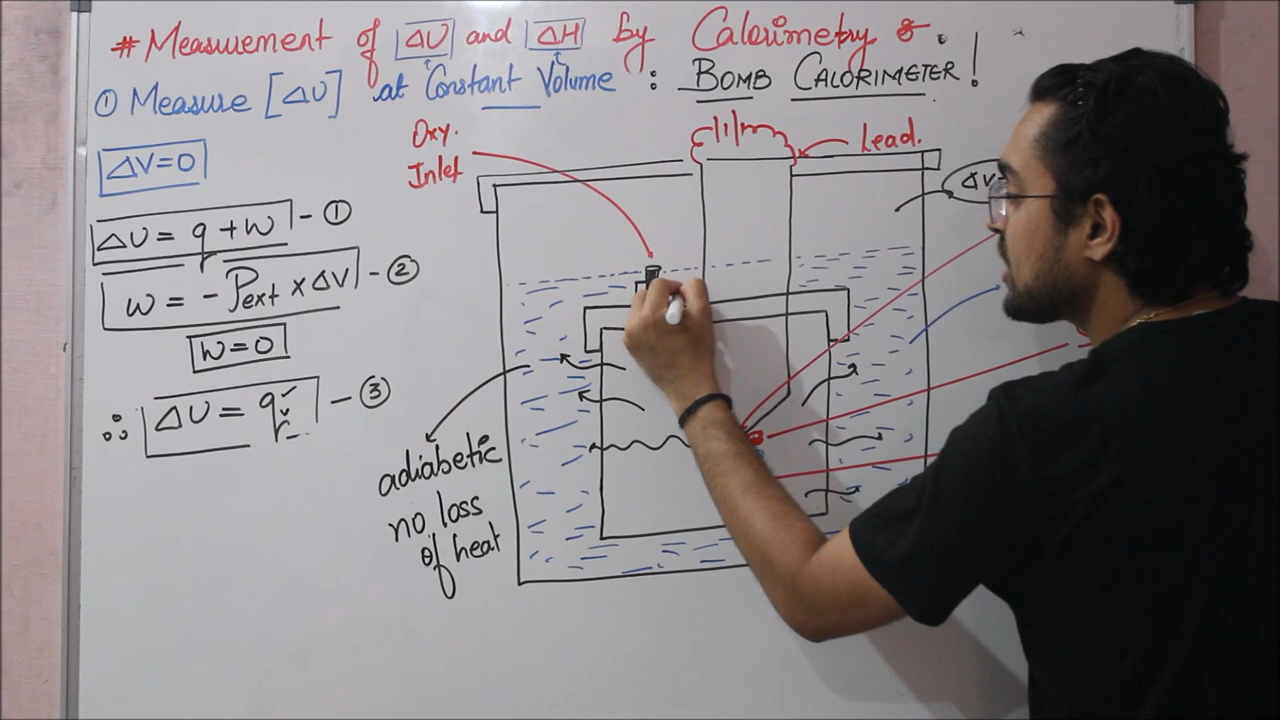 # Measurement of ΔU and ΔH by Calorimetry :
① Measure [ΔU] at Constant Volume : BOMB CALORIMETER!
Oxy.
Inlet
Lead.
ΔV=0
ΔU = q + W - ①
W = -Pext × ΔV - ②
W=0
∴ ΔU = qv - ③
adiabetic
no loss
of heat